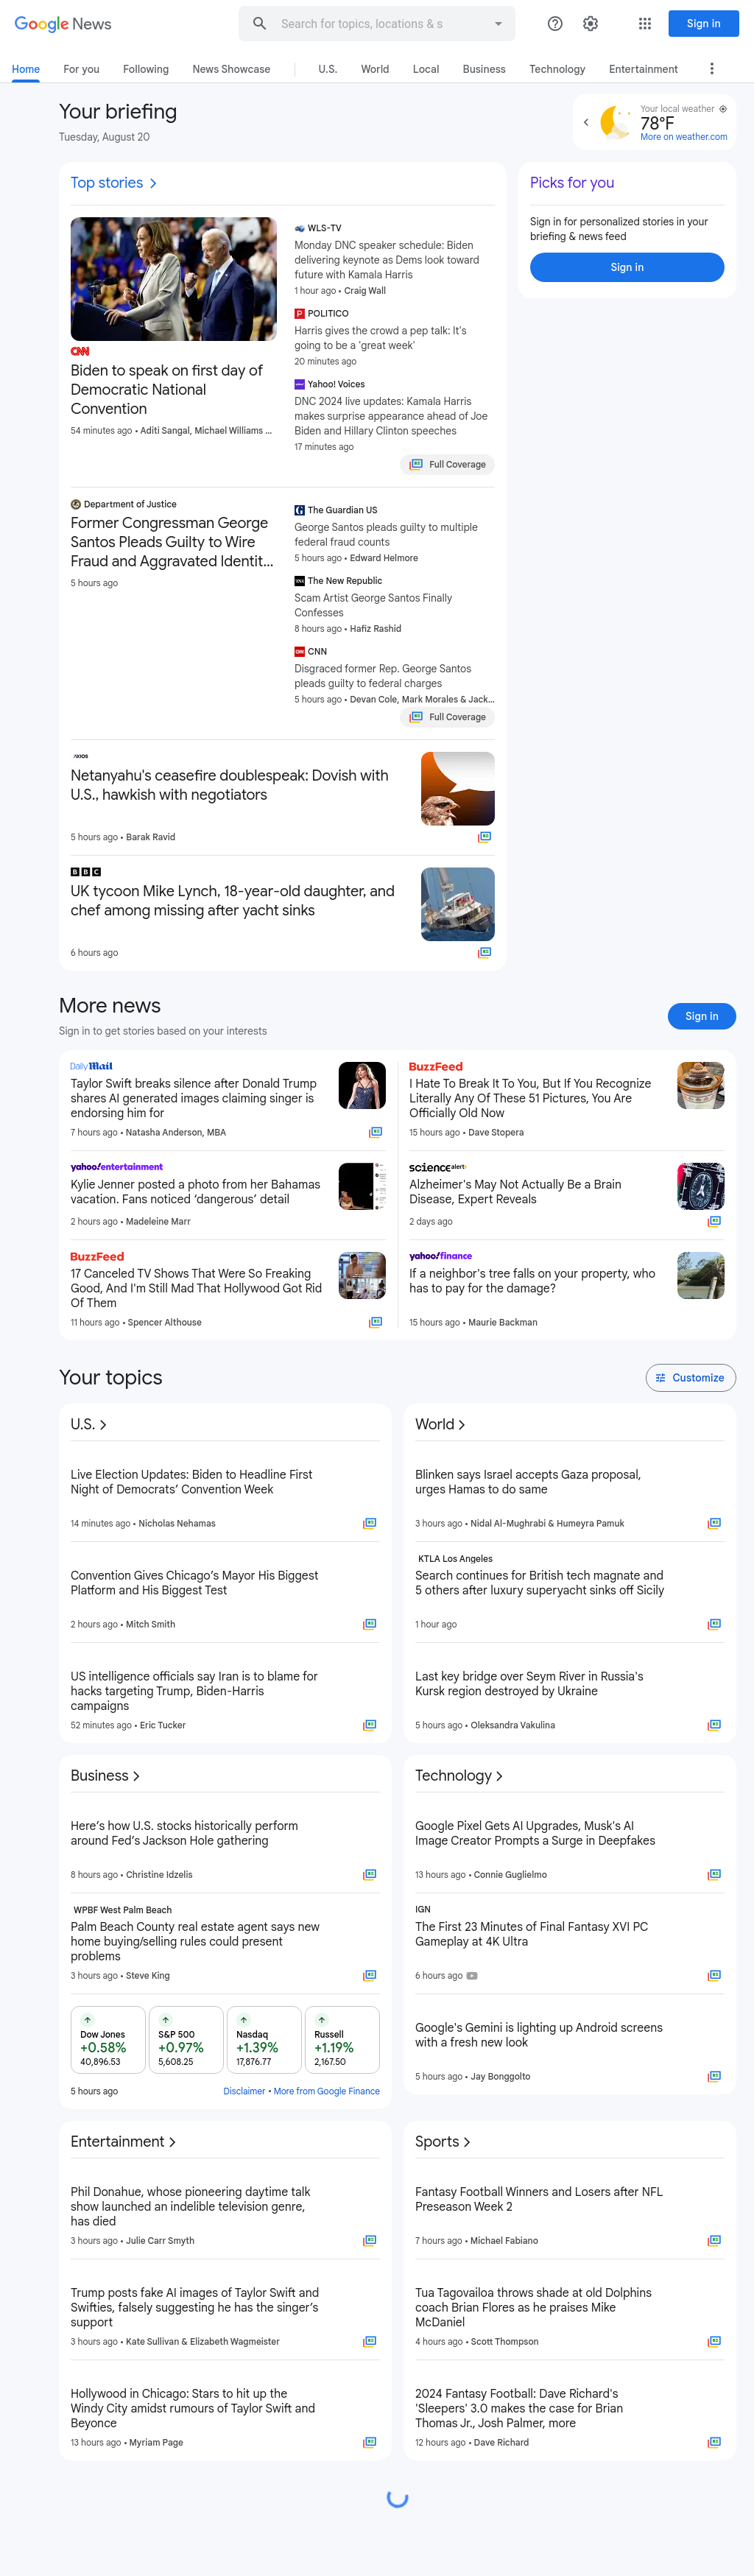 Google News
Search for topics, locations & s
Sign in
Home
For you
Following
News Showcase
U.S.
World
Local
Business
Technology
Entertainment
Your briefing
Tuesday, August 20
Your local weather
78°F
More on weather.com
Top stories
Picks for you
Sign in for personalized stories in your
briefing & news feed
Sign in
CNN
Biden to speak on first day of
Democratic National
Convention
54 minutes ago • Aditi Sangal, Michael Williams ...
WLS-TV
Monday DNC speaker schedule: Biden
delivering keynote as Dems look toward
future with Kamala Harris
1 hour ago • Craig Wall
POLITICO
Harris gives the crowd a pep talk: It's
going to be a 'great week'
20 minutes ago
Yahoo! Voices
DNC 2024 live updates: Kamala Harris
makes surprise appearance ahead of Joe
Biden and Hillary Clinton speeches
17 minutes ago
Full Coverage
Department of Justice
Former Congressman George
Santos Pleads Guilty to Wire
Fraud and Aggravated Identit...
5 hours ago
The Guardian US
George Santos pleads guilty to multiple
federal fraud counts
5 hours ago • Edward Helmore
The New Republic
Scam Artist George Santos Finally
Confesses
8 hours ago • Hafiz Rashid
CNN
Disgraced former Rep. George Santos
pleads guilty to federal charges
5 hours ago • Devan Cole, Mark Morales & Jack...
Full Coverage
AXIOS
Netanyahu's ceasefire doublespeak: Dovish with
U.S., hawkish with negotiators
5 hours ago • Barak Ravid
BBC
UK tycoon Mike Lynch, 18-year-old daughter, and
chef among missing after yacht sinks
6 hours ago
More news
Sign in to get stories based on your interests
Sign in
Daily Mail
Taylor Swift breaks silence after Donald Trump
shares AI generated images claiming singer is
endorsing him for
7 hours ago • Natasha Anderson, MBA
BuzzFeed
I Hate To Break It To You, But If You Recognize
Literally Any Of These 51 Pictures, You Are
Officially Old Now
15 hours ago • Dave Stopera
yahoo!entertainment
Kylie Jenner posted a photo from her Bahamas
vacation. Fans noticed 'dangerous' detail
2 hours ago • Madeleine Marr
sciencealert
Alzheimer's May Not Actually Be a Brain
Disease, Expert Reveals
2 days ago
BuzzFeed
17 Canceled TV Shows That Were So Freaking
Good, And I'm Still Mad That Hollywood Got Rid
Of Them
11 hours ago • Spencer Althouse
yahoo!finance
If a neighbor's tree falls on your property, who
has to pay for the damage?
15 hours ago • Maurie Backman
Your topics
Customize
U.S.
Live Election Updates: Biden to Headline First
Night of Democrats' Convention Week
14 minutes ago • Nicholas Nehamas
Convention Gives Chicago's Mayor His Biggest
Platform and His Biggest Test
2 hours ago • Mitch Smith
US intelligence officials say Iran is to blame for
hacks targeting Trump, Biden-Harris
campaigns
52 minutes ago • Eric Tucker
World
Blinken says Israel accepts Gaza proposal,
urges Hamas to do same
3 hours ago • Nidal Al-Mughrabi & Humeyra Pamuk
KTLA Los Angeles
Search continues for British tech magnate and
5 others after luxury superyacht sinks off Sicily
1 hour ago
Last key bridge over Seym River in Russia's
Kursk region destroyed by Ukraine
5 hours ago • Oleksandra Vakulina
Business
Here's how U.S. stocks historically perform
around Fed's Jackson Hole gathering
8 hours ago • Christine Idzelis
WPBF West Palm Beach
Palm Beach County real estate agent says new
home buying/selling rules could present
problems
3 hours ago • Steve King
Dow Jones
+0.58%
40,896.53
S&P 500
+0.97%
5,608.25
Nasdaq
+1.39%
17,876.77
Russell
+1.19%
2,167.50
5 hours ago
Disclaimer • More from Google Finance
Technology
Google Pixel Gets AI Upgrades, Musk's AI
Image Creator Prompts a Surge in Deepfakes
13 hours ago • Connie Guglielmo
IGN
The First 23 Minutes of Final Fantasy XVI PC
Gameplay at 4K Ultra
6 hours ago
Google's Gemini is lighting up Android screens
with a fresh new look
5 hours ago • Jay Bonggolto
Entertainment
Phil Donahue, whose pioneering daytime talk
show launched an indelible television genre,
has died
3 hours ago • Julie Carr Smyth
Trump posts fake AI images of Taylor Swift and
Swifties, falsely suggesting he has the singer's
support
3 hours ago • Kate Sullivan & Elizabeth Wagmeister
Hollywood in Chicago: Stars to hit up the
Windy City amidst rumours of Taylor Swift and
Beyonce
13 hours ago • Myriam Page
Sports
Fantasy Football Winners and Losers after NFL
Preseason Week 2
7 hours ago • Michael Fabiano
Tua Tagovailoa throws shade at old Dolphins
coach Brian Flores as he praises Mike
McDaniel
4 hours ago • Scott Thompson
2024 Fantasy Football: Dave Richard's
'Sleepers' 3.0 makes the case for Brian
Thomas Jr., Josh Palmer, more
12 hours ago • Dave Richard